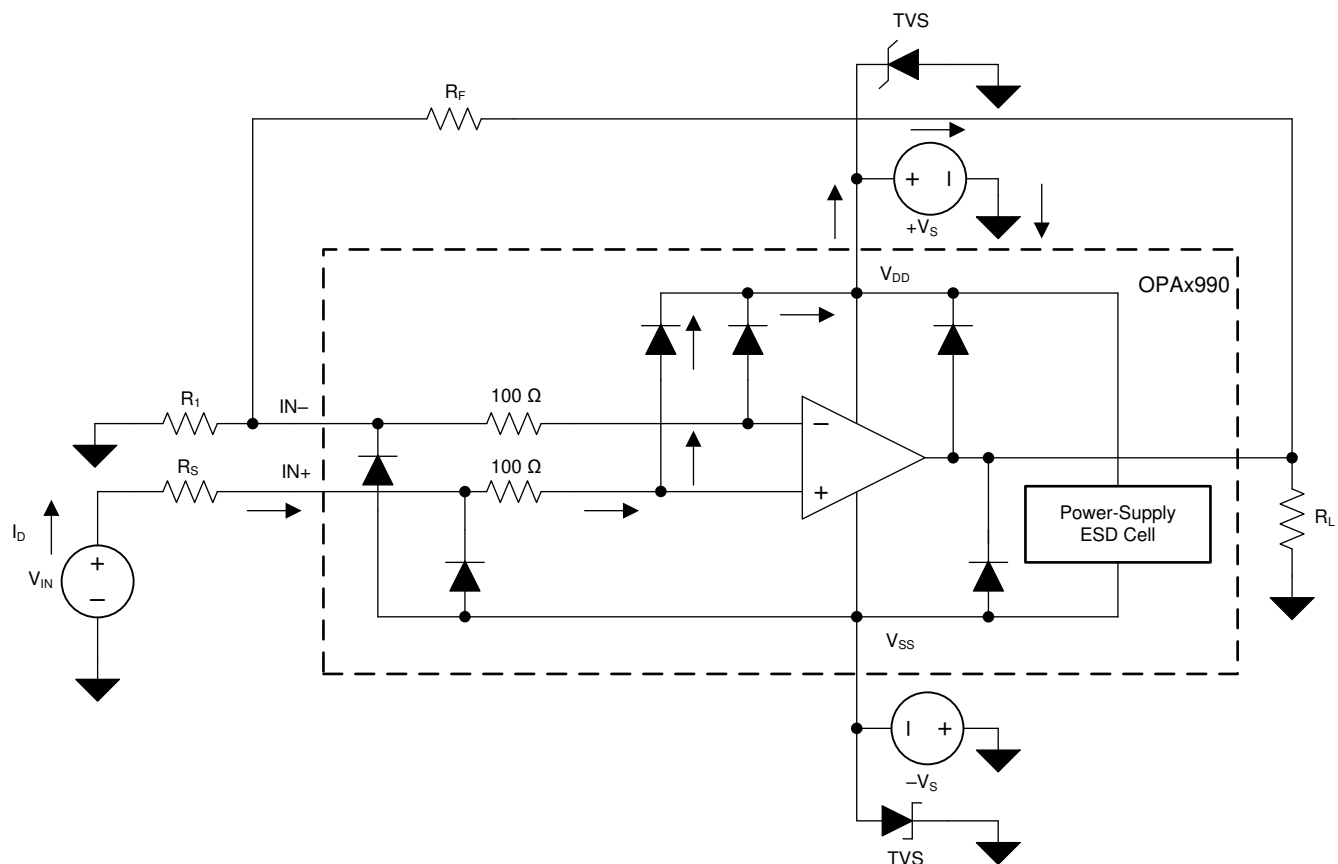 TVS
R_F
+ I
+V_S
V_DD
OPAx990
R_1
IN–
100 Ω
–
R_S
IN+
100 Ω
+
I_D
V_IN
+
–
Power-Supply
ESD Cell
R_L
V_SS
I +
–V_S
TVS